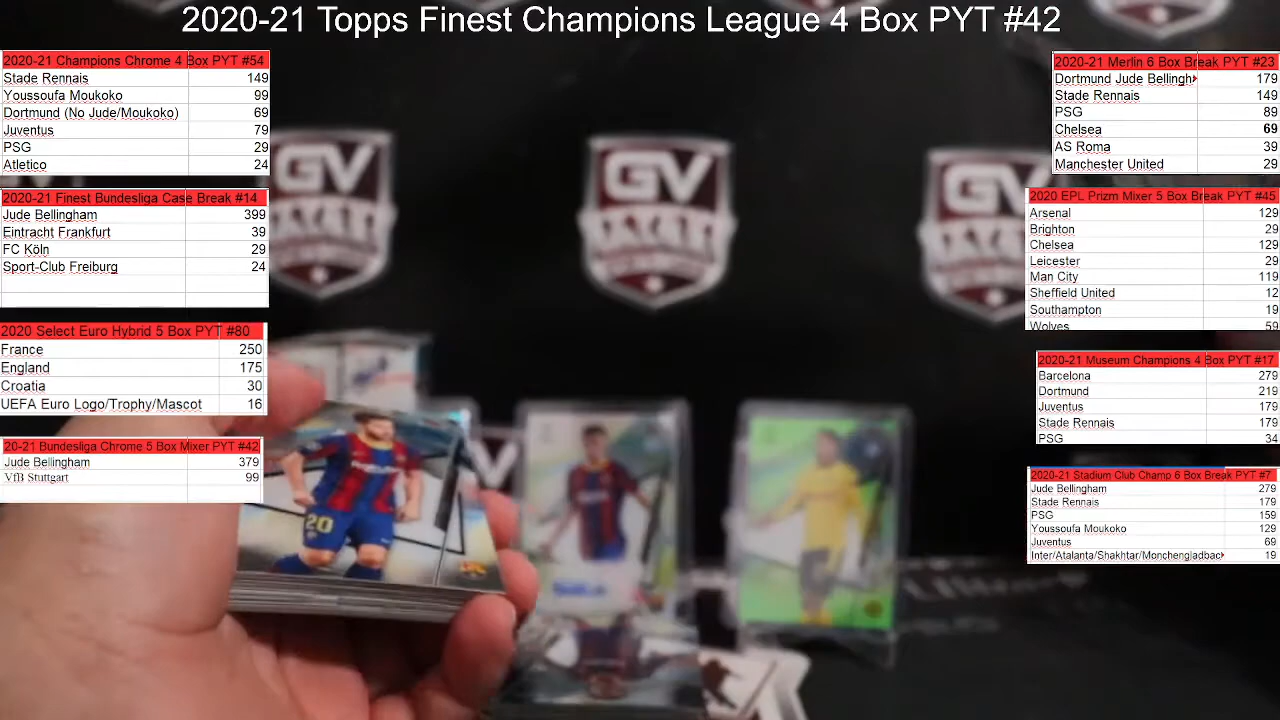 2020-21 Topps Finest Champions League 4 Box PYT #42
2020-21 Champions Chrome 4 Box PYT #54
Stade Rennais 149
Youssoufa Moukoko 99
Dortmund (No Jude/Moukoko) 69
Juventus 79
PSG 29
Atletico 24
2020-21 Finest Bundesliga Case Break #14
Jude Bellingham 399
Eintracht Frankfurt 39
FC Köln 29
Sport-Club Freiburg 24
2020 Select Euro Hybrid 5 Box PYT #80
France 250
England 175
Croatia 30
UEFA Euro Logo/Trophy/Mascot 16
20-21 Bundesliga Chrome 5 Box Mixer PYT #42
Jude Bellingham 379
VfB Stuttgart 99
2020-21 Merlin 6 Box Break PYT #23
Dortmund Jude Bellingh
Stade Rennais 149
PSG 89
Chelsea 69
AS Roma 39
Manchester United 29
179
2020 EPL Prizm Mixer 5 Box Break PYT #45
Arsenal 129
Brighton 29
Chelsea 129
Leicester 29
Man City 119
Sheffield United 12
Southampton 19
Wolves 59
2020-21 Museum Champions 4 Box PYT #17
Barcelona 279
Dortmund 219
Juventus 179
Stade Rennais 179
PSG 34
2020-21 Stadium Club Champ 6 Box Break PYT #7
Jude Bellingham 279
Stade Rennais 179
PSG 159
Youssoufa Moukoko 129
Juventus 69
Inter/Atalanta/Shakhtar/Monchengladbac 19
GV
GV
GV
20